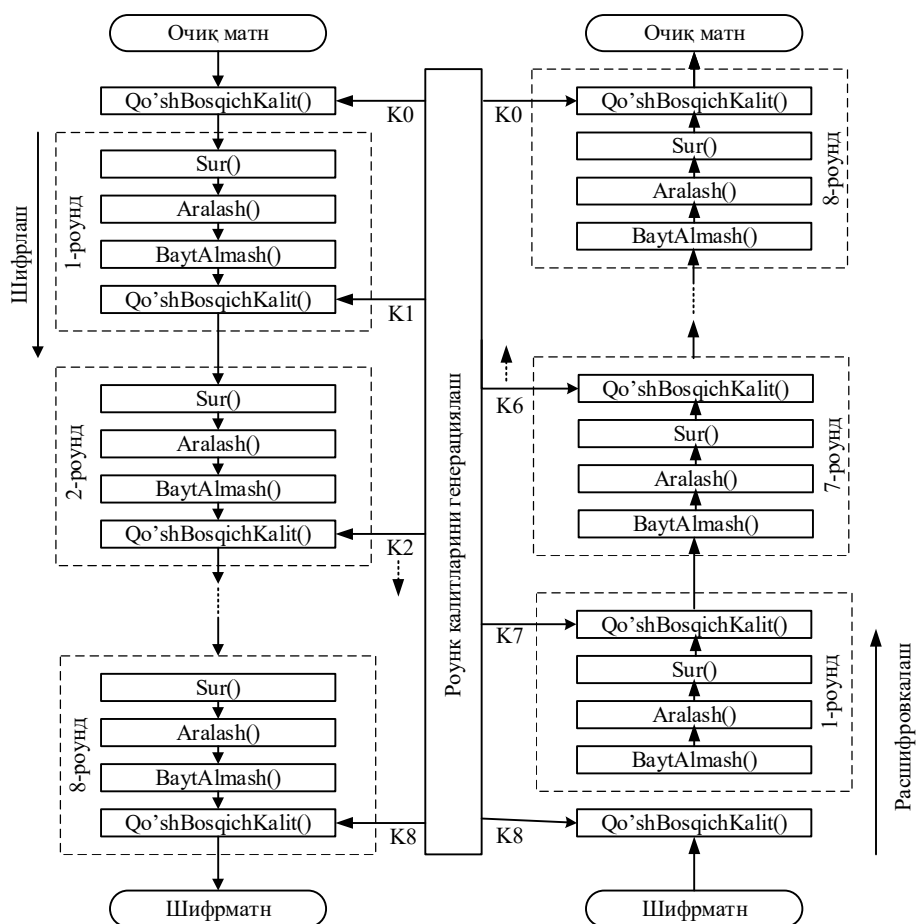 Очиқ матн
Qo’shBosqichKalit()
K0
Шифрлаш
1-роунд
Sur()
Aralash()
BaytAlmash()
Qo’shBosqichKalit()
K1
2-роунд
Sur()
Aralash()
BaytAlmash()
Qo’shBosqichKalit()
K2
8-роунд
Sur()
Aralash()
BaytAlmash()
Qo’shBosqichKalit()
K8
Шифрматн
Роунк калитларини генерациялаш
Очиқ матн
K0
Qo’shBosqichKalit()
Sur()
Aralash()
BaytAlmash()
8-роунд
K6
Qo’shBosqichKalit()
Sur()
Aralash()
BaytAlmash()
7-роунд
K7
Qo’shBosqichKalit()
Sur()
Aralash()
BaytAlmash()
1-роунд
Расшифровкалаш
K8
Qo’shBosqichKalit()
Шифрматн